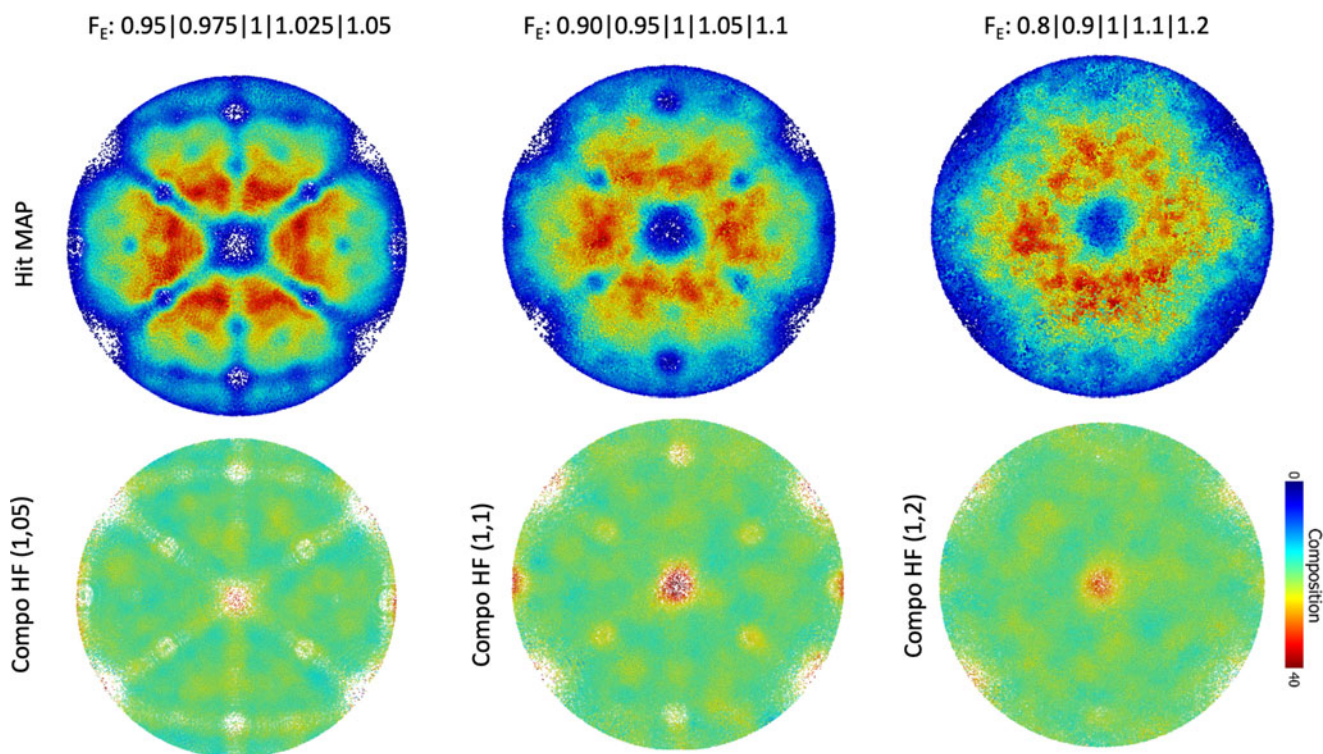 F_E: 0.95|0.975|1|1.025|1.05
F_E: 0.90|0.95|1|1.05|1.1
F_E: 0.8|0.9|1|1.1|1.2
Hit MAP
Compo HF (1,05)
Compo HF (1,1)
Compo HF (1,2)
0
Composition
40